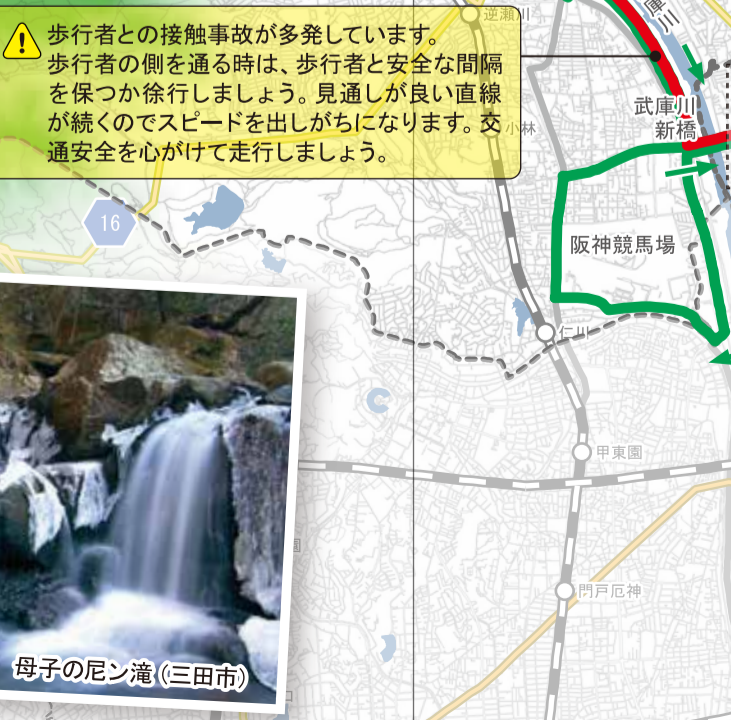 歩行者との接触事故が多発しています。
歩行者の側を通る時は、歩行者と安全な間隔
を保つか徐行しましょう。見通しが良い直線
が続くのでスピードを出しがちになります。交
通安全を心がけて走行しましょう。
逆瀬川
小林
武庫川
新橋
16
阪神競馬場
仁川
甲東園
門戸厄神
母子の尼ン滝（三田市）